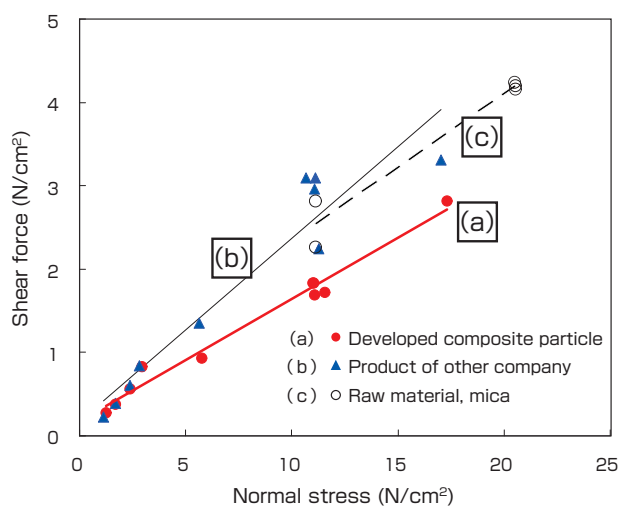 5
4
3
2
1
0
0
5
10
15
20
25
Shear force (N/cm²)
Normal stress (N/cm²)
(b)
(c)
(a)
(a) Developed composite particle
(b) Product of other company
(c) Raw material, mica